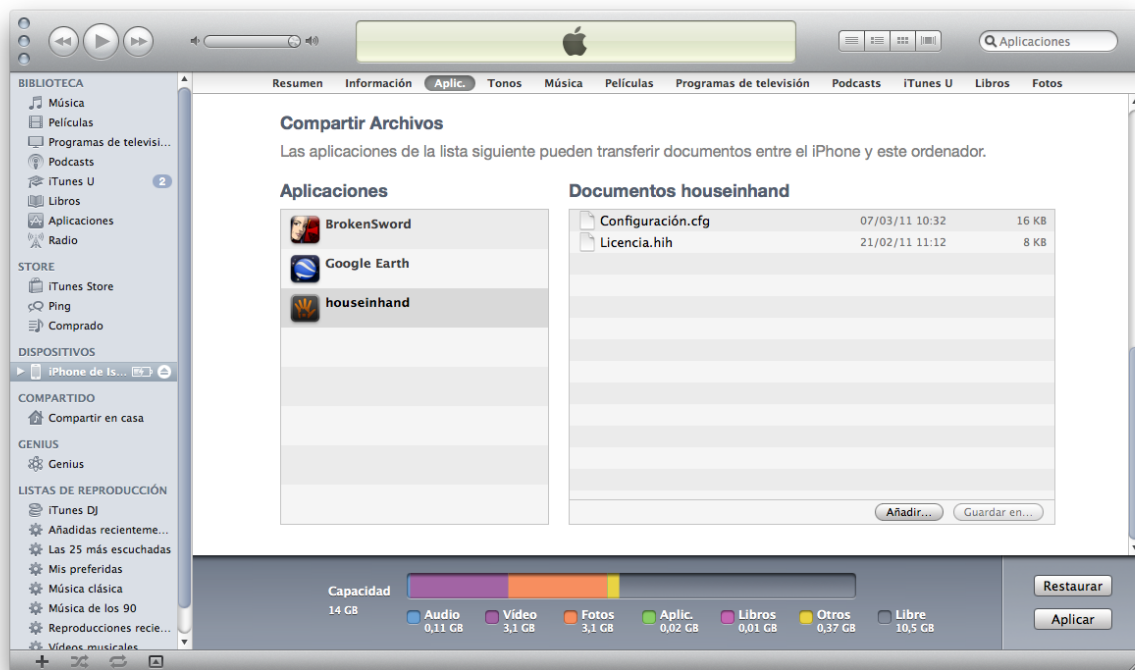 Aplicaciones
BIBLIOTECA
Música
Películas
Programas de televisi...
Podcasts
iTunes U
2
Libros
Aplicaciones
Radio
STORE
iTunes Store
Ping
Comprado
DISPOSITIVOS
iPhone de Is...
COMPARTIDO
Compartir en casa
GENIUS
Genius
LISTAS DE REPRODUCCIÓN
iTunes DJ
Añadidas recienteme...
Las 25 más escuchadas
Mis preferidas
Música clásica
Música de los 90
Reproducciones recie...
Vídeos musicales
Resumen Información Aplic. Tonos Música Películas Programas de televisión Podcasts iTunes U Libros Fotos
Compartir Archivos
Las aplicaciones de la lista siguiente pueden transferir documentos entre el iPhone y este ordenador.
Aplicaciones
BrokenSword
Google Earth
houseinhand
Documentos houseinhand
Configuración.cfg 07/03/11 10:32 16 KB
Licencia.hih 21/02/11 11:12 8 KB
Añadir... Guardar en...
Capacidad
14 GB
Audio
0,11 GB
Vídeo
3,1 GB
Fotos
3,1 GB
Aplic.
0,02 GB
Libros
0,01 GB
Otros
0,37 GB
Libre
10,5 GB
Restaurar
Aplicar